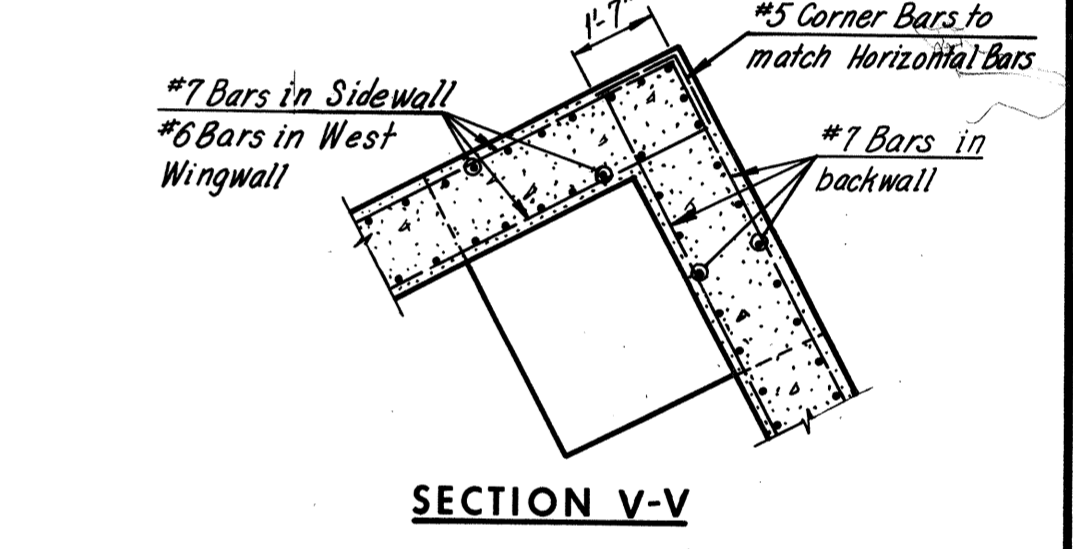 1'-7"
#5 Corner Bars to
match Horizontal Bars
#7 Bars in Sidewall
#6 Bars in West
Wingwall
#7 Bars in
backwall
SECTION V-V